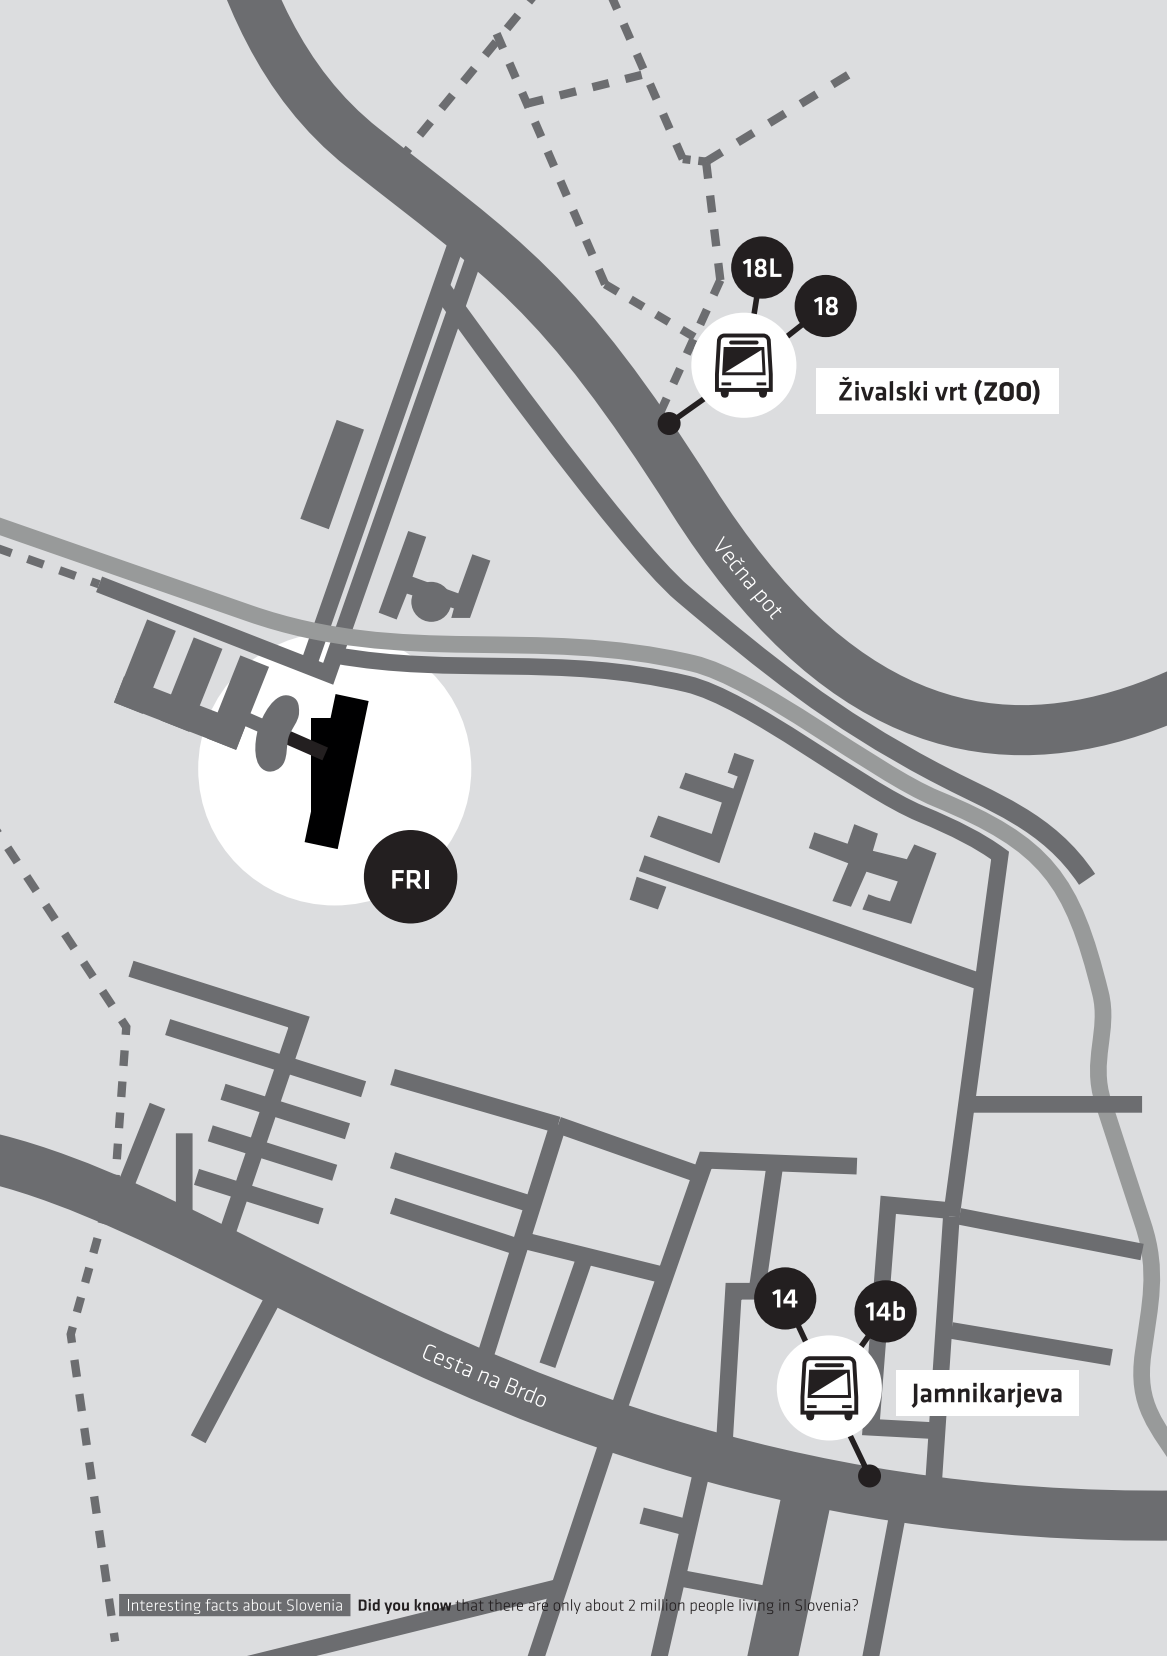 18L
18
Živalski vrt (ZOO)
Večna pot
FRI
14
14b
Cesta na Brdo
Jamnikarjeva
Interesting facts about Slovenia Did you know that there are only about 2 million people living in Slovenia?